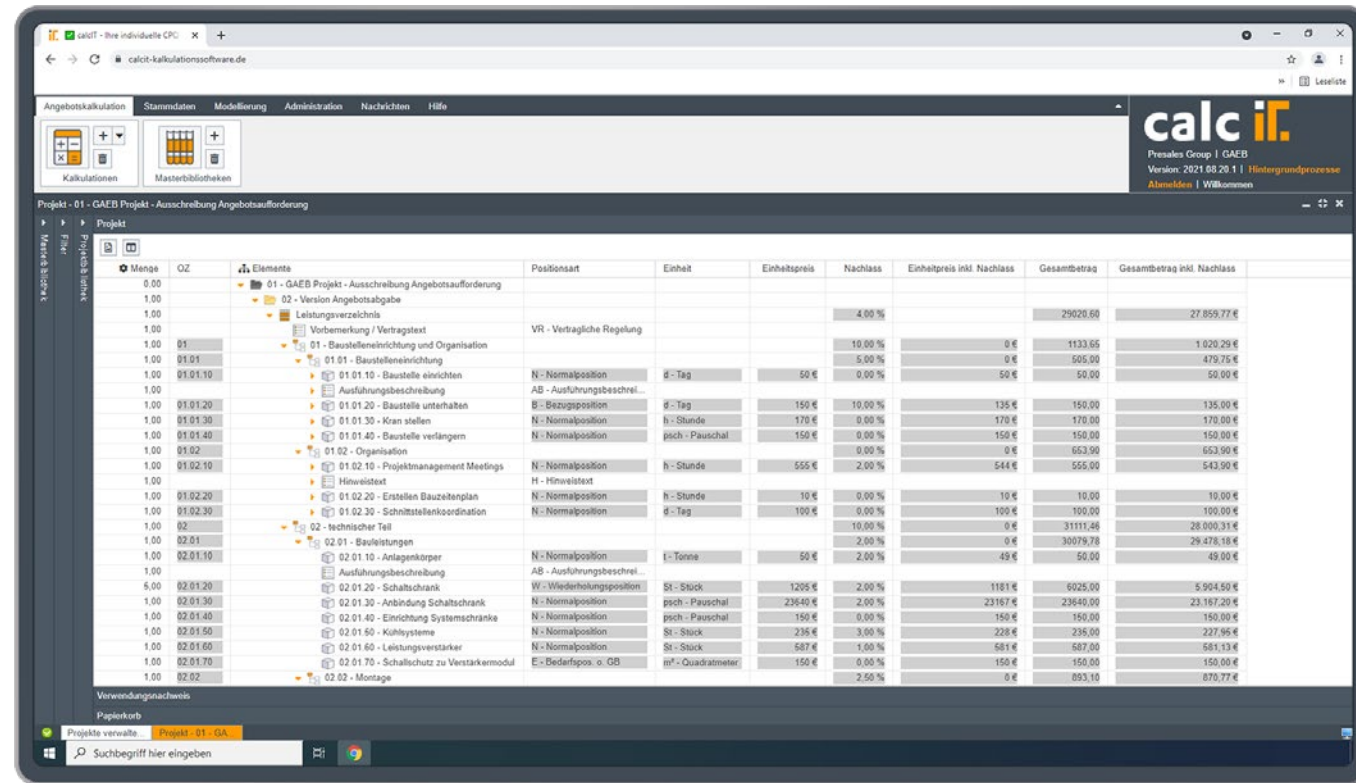 calcIT - Ihre individuelle CPQ
calcit-kalkulationssoftware.de
Leseliste
Angebotskalkulation Stammdaten Modellierung Administration Nachrichten Hilfe
Kalkulationen Masterbibliotheken
calc iT.
Presales Group | GAEB
Version: 2021.08.20.1 | Hintergrundprozesse
Abmelden | Willkommen
Projekt - 01 - GAEB Projekt - Ausschreibung Angebotsaufforderung
Masterbibliothek
Filter
Projektbibliothek
Projekt
Menge OZ Elemente Positionsart Einheit Einheitspreis Nachlass Einheitpreis inkl. Nachlass Gesamtbetrag Gesamtbetrag inkl. Nachlass
0,00 01 - GAEB Projekt - Ausschreibung Angebotsaufforderung
1,00 02 - Version Angebotsabgabe
1,00 Leistungsverzeichnis 4,00 % 29020,60 27.859,77 €
1,00 Vorbemerkung / Vertragstext VR - Vertragliche Regelung
1,00 01 01 - Baustelleneinrichtung und Organisation 10,00 % 0 € 1133,65 1.020,29 €
1,00 01.01 01.01 - Baustelleneinrichtung 5,00 % 0 € 505,00 479,75 €
1,00 01.01.10 01.01.10 - Baustelle einrichten N - Normalposition d - Tag 50 € 0,00 % 50 € 50,00 50,00 €
1,00 Ausführungsbeschreibung AB - Ausführungsbeschrei...
1,00 01.01.20 01.01.20 - Baustelle unterhalten B - Bezugsposition d - Tag 150 € 10,00 % 135 € 150,00 135,00 €
1,00 01.01.30 01.01.30 - Kran stellen N - Normalposition h - Stunde 170 € 0,00 % 170 € 170,00 170,00 €
1,00 01.01.40 01.01.40 - Baustelle verlängern N - Normalposition psch - Pauschal 150 € 0,00 % 150 € 150,00 150,00 €
1,00 01.02 01.02 - Organisation 0,00 % 0 € 653,90 653,90 €
1,00 01.02.10 01.02.10 - Projektmanagement Meetings N - Normalposition h - Stunde 555 € 2,00 % 544 € 555,00 543,90 €
1,00 Hinweistext H - Hinweistext
1,00 01.02.20 01.02.20 - Erstellen Bauzeitenplan N - Normalposition h - Stunde 10 € 0,00 % 10 € 10,00 10,00 €
1,00 01.02.30 01.02.30 - Schnittstellenkoordination N - Normalposition d - Tag 100 € 0,00 % 100 € 100,00 100,00 €
1,00 02 02 - technischer Teil 10,00 % 0 € 31111,46 28.000,31 €
1,00 02.01 02.01 - Bauleistungen 2,00 % 0 € 30079,78 29.478,18 €
1,00 02.01.10 02.01.10 - Anlagenkörper N - Normalposition t - Tonne 50 € 2,00 % 49 € 50,00 49,00 €
1,00 Ausführungsbeschreibung AB - Ausführungsbeschrei...
5,00 02.01.20 02.01.20 - Schaltschrank W - Wiederholungsposition St - Stück 1205 € 2,00 % 1181 € 6025,00 5.904,50 €
1,00 02.01.30 02.01.30 - Anbindung Schaltschrank N - Normalposition psch - Pauschal 23640 € 2,00 % 23167 € 23640,00 23.167,20 €
1,00 02.01.40 02.01.40 - Einrichtung Systemschränke N - Normalposition psch - Pauschal 150 € 0,00 % 150 € 150,00 150,00 €
1,00 02.01.50 02.01.50 - Kühlsysteme N - Normalposition St - Stück 235 € 3,00 % 228 € 235,00 227,95 €
1,00 02.01.60 02.01.60 - Leistungsverstärker N - Normalposition St - Stück 587 € 1,00 % 581 € 587,00 581,13 €
1,00 02.01.70 02.01.70 - Schallschutz zu Verstärkermodul E - Bedarfspos. o. GB m² - Quadratmeter 150 € 0,00 % 150 € 150,00 150,00 €
1,00 02.02 02.02 - Montage 2,50 % 0 € 893,10 870,77 €
Verwendungsnachweis
Papierkorb
Projekte verwalte... Projekt - 01 - GA...
Suchbegriff hier eingeben